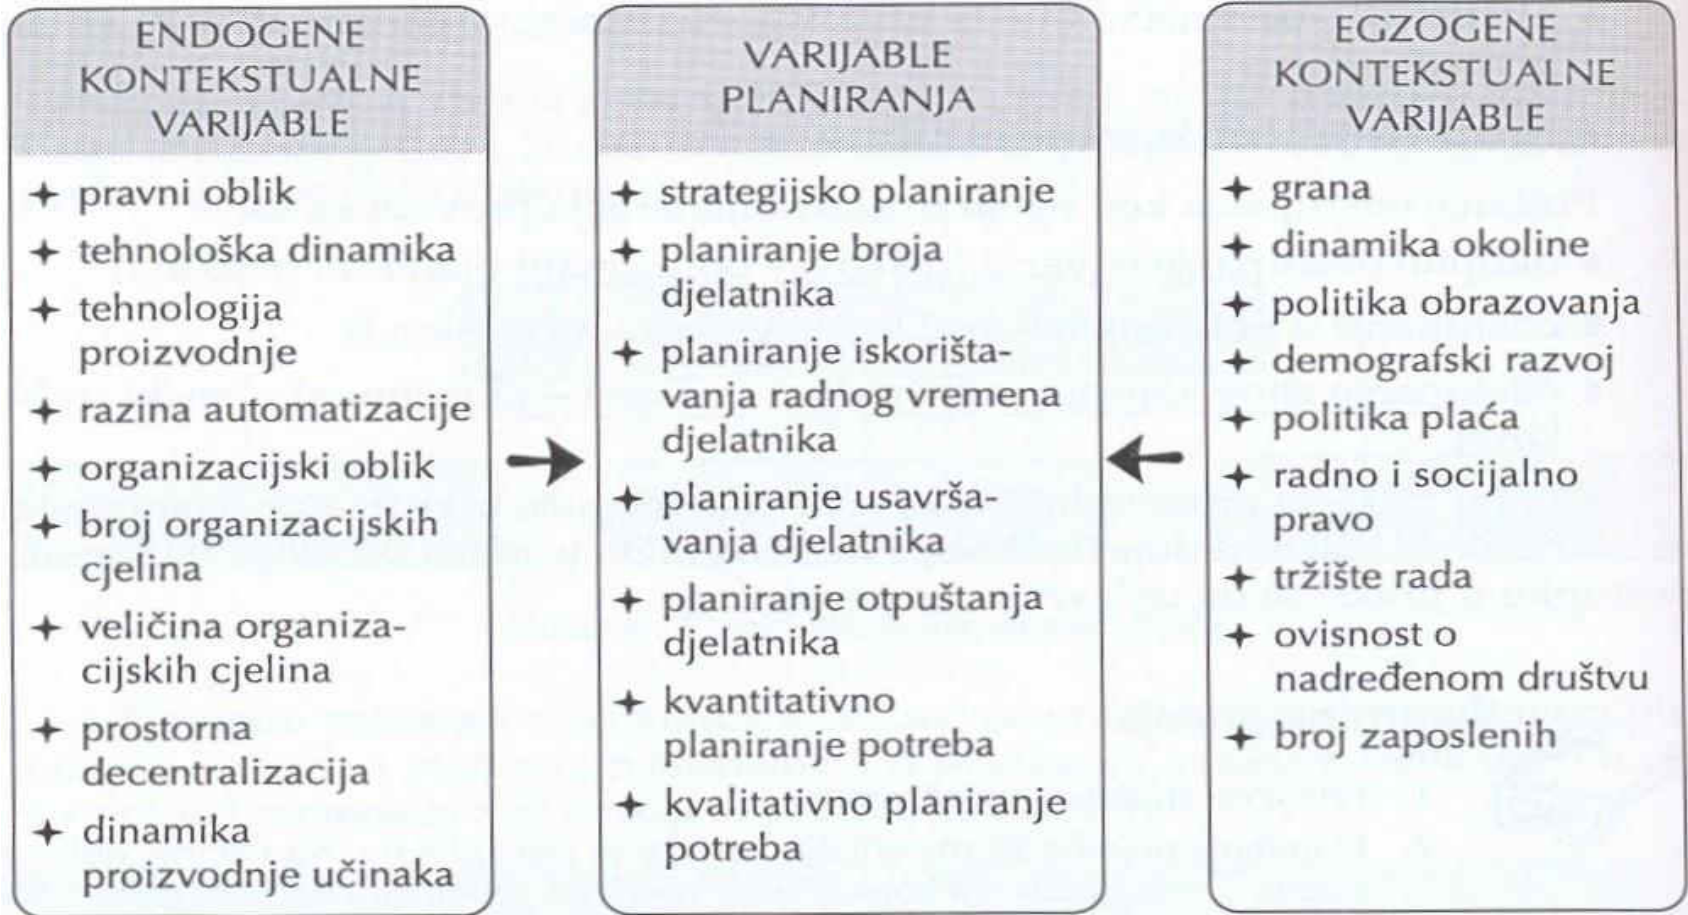 ENDOGENE
KONTEKSTUALNE
VARIJABLE
✦ pravni oblik
✦ tehnološka dinamika
✦ tehnologija
proizvodnje
✦ razina automatizacije
✦ organizacijski oblik
✦ broj organizacijskih
cjelina
✦ veličina organiza-
cijskih cjelina
✦ prostorna
decentralizacija
✦ dinamika
proizvodnje učinaka
VARIJABLE
PLANIRANJA
✦ strategijsko planiranje
✦ planiranje broja
djelatnika
✦ planiranje iskorišta-
vanja radnog vremena
djelatnika
✦ planiranje usavrša-
vanja djelatnika
✦ planiranje otpuštanja
djelatnika
✦ kvantitativno
planiranje potreba
✦ kvalitativno planiranje
potreba
EGZOGENE
KONTEKSTUALNE
VARIJABLE
✦ grana
✦ dinamika okoline
✦ politika obrazovanja
✦ demografski razvoj
✦ politika plaća
✦ radno i socijalno
pravo
✦ tržište rada
✦ ovisnost o
nadređenom društvu
✦ broj zaposlenih